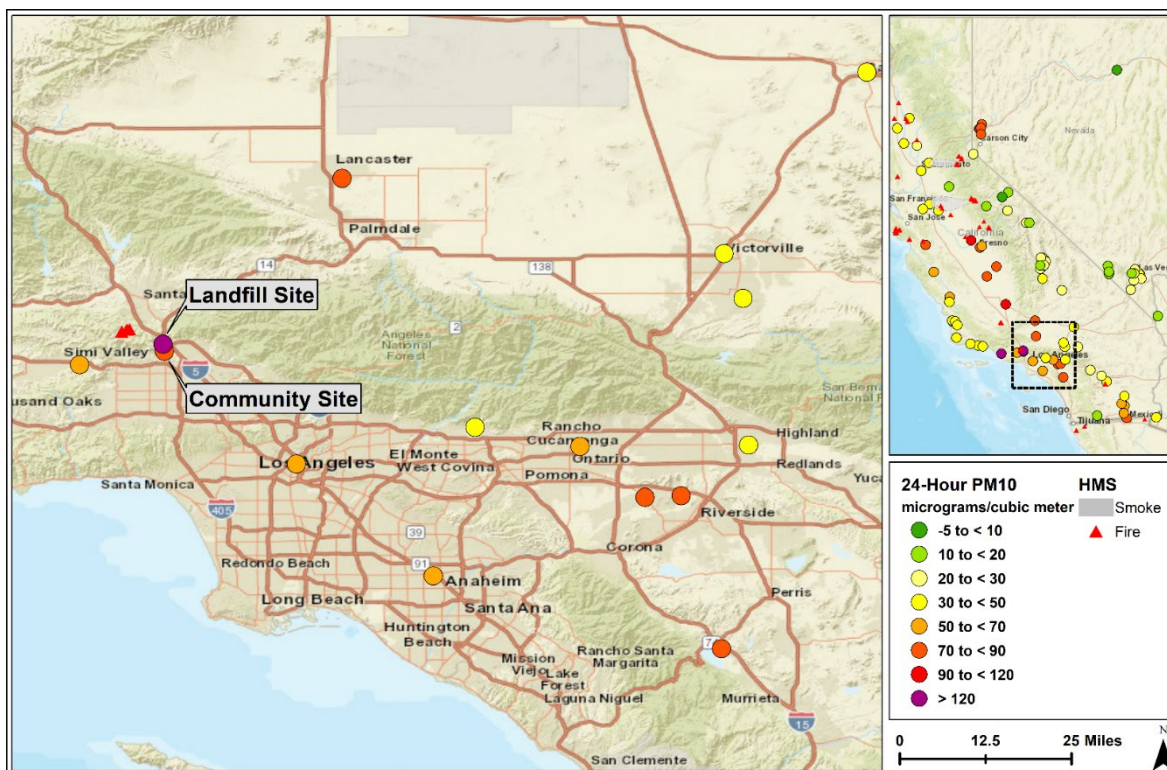 Lancaster
Palmdale
14
138
Victorville
Santa
Landfill Site
Angeles
National
Forest
2
Simi Valley
5
Community Site
usand Oaks
San Berna
National F
Rancho
Cucamonga
Highland
Los Angeles
El Monte
West Covina
Ontario
Redlands
Santa Monica
Pomona
Yuca
405
Riverside
39
Corona
Redondo Beach
91
Anaheim
Long Beach
Santa Ana
Perris
Huntington
Beach
Mission
Viejo
Rancho Santa
Margarita
Lake
Forest
Laguna Niguel
Murrieta
15
San Clemente
Carson City
Nevada
San Fran
San Jose
California
Fresno
Las Ve
Los Angeles
San Diego
Tijuana
Mexicali
24-Hour PM10
micrograms/cubic meter
-5 to < 10
10 to < 20
20 to < 30
30 to < 50
50 to < 70
70 to < 90
90 to < 120
> 120
HMS
Smoke
Fire
0 12.5 25 Miles
N